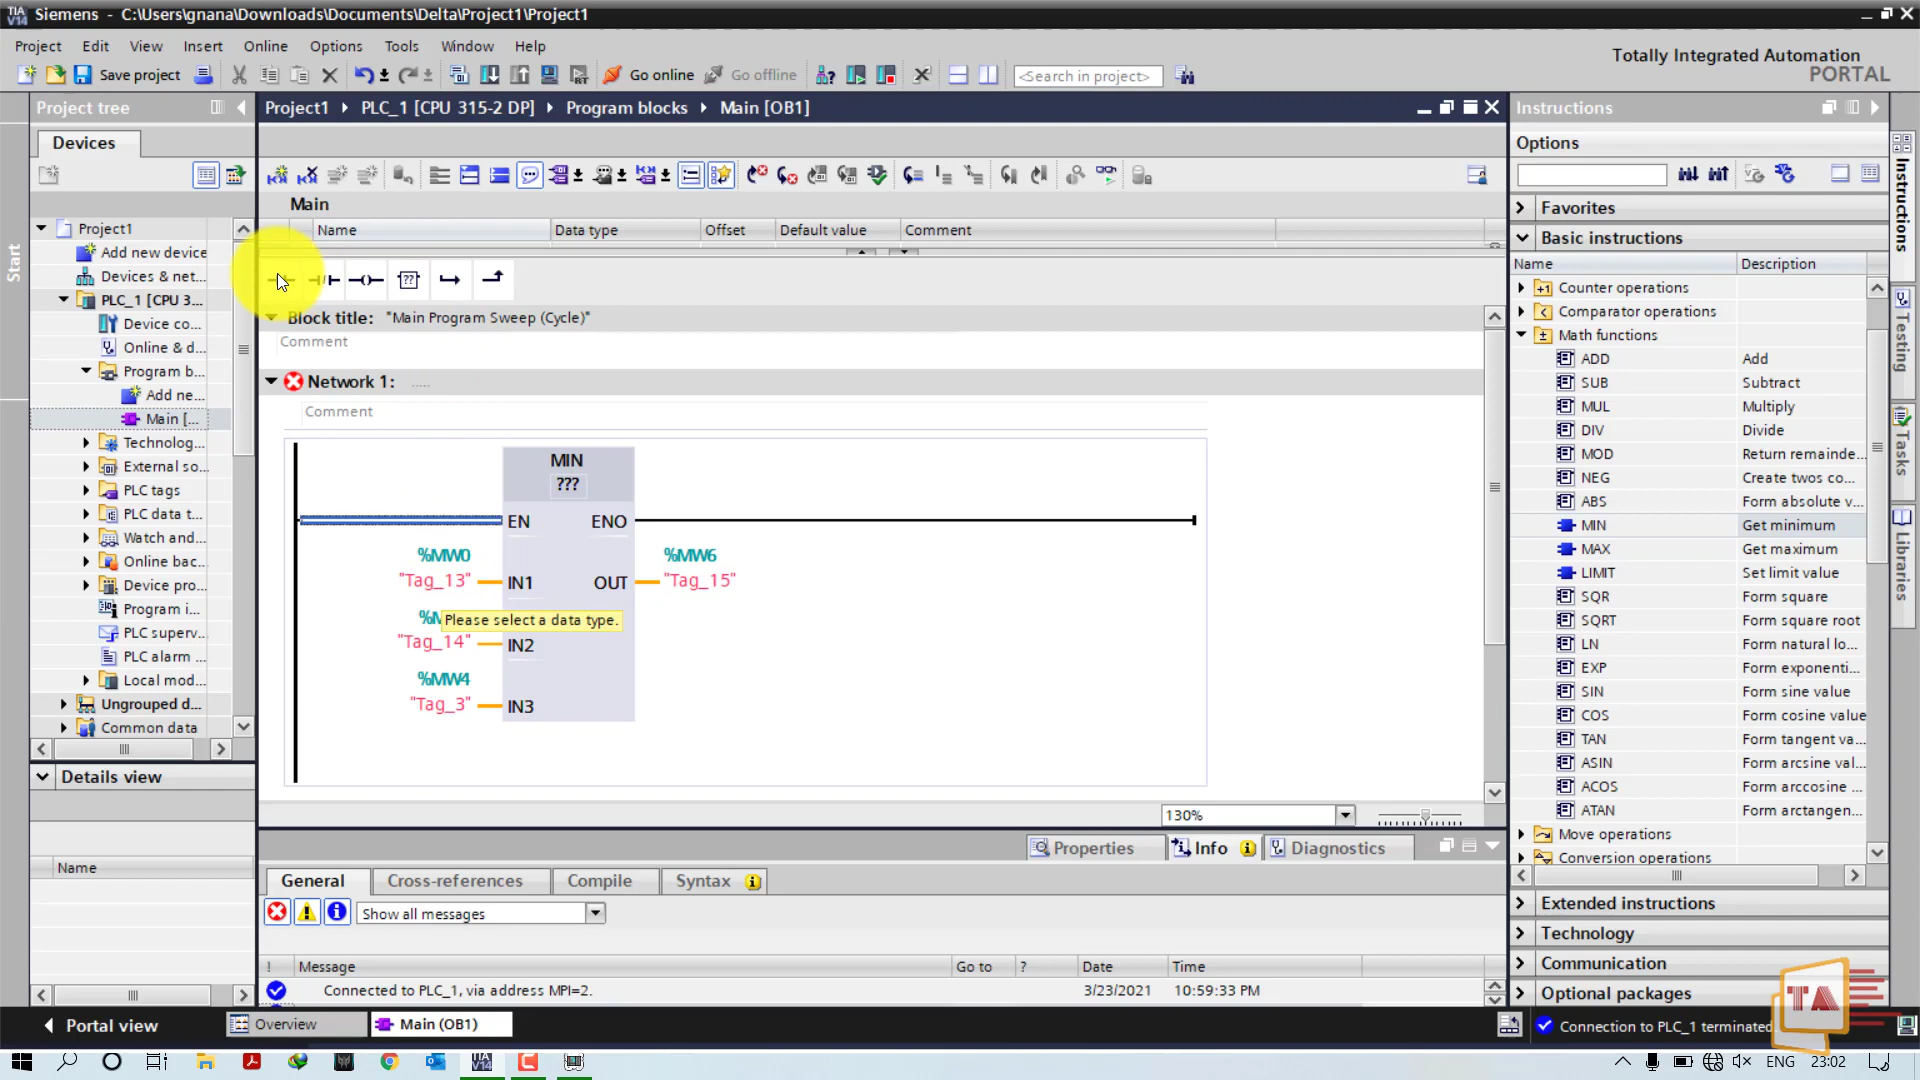 TIA V14 Siemens - C:\Users\gnana\Downloads\Documents\Delta\Project1\Project1
Project Edit View Insert Online Options Tools Window Help
Totally Integrated Automation
PORTAL
Save project Go online Go offline <Search in project>
Project tree
Project1 PLC_1 [CPU 315-2 DP] Program blocks Main [OB1]
Instructions
Devices
Options
Main
Name Data type Offset Default value Comment
Project1
Add new device
Devices & net...
PLC_1 [CPU 3...
Device co...
Online & d...
Program b...
Add ne...
Main [...
Technolog...
External so...
PLC tags
PLC data t...
Watch and...
Online bac...
Device pro...
Program i...
PLC superv...
PLC alarm ...
Local mod...
Ungrouped d...
Common data
Details view
Name
Start
Block title: "Main Program Sweep (Cycle)"
Comment
Network 1: .....
Comment
MIN
???
EN ENO
%MW0 %MW6
"Tag_13" IN1 OUT "Tag_15"
Please select a data type.
"Tag_14" IN2
%MW4
"Tag_3" IN3
130%
Properties Info Diagnostics
General Cross-references Compile Syntax
Show all messages
! Message Go to ? Date Time
Connected to PLC_1, via address MPI=2. 3/23/2021 10:59:33 PM
Favorites
Basic instructions
Name Description
Counter operations
Comparator operations
Math functions
ADD Add
SUB Subtract
MUL Multiply
DIV Divide
MOD Return remainde...
NEG Create twos co...
ABS Form absolute v...
MIN Get minimum
MAX Get maximum
LIMIT Set limit value
SQR Form square
SQRT Form square root
LN Form natural lo...
EXP Form exponenti...
SIN Form sine value
COS Form cosine value
TAN Form tangent va...
ASIN Form arcsine val...
ACOS Form arccosine ...
ATAN Form arctangen...
Move operations
Conversion operations
Extended instructions
Technology
Communication
Optional packages
Instructions
Testing
Tasks
Libraries
TA
Portal view Overview Main (OB1) Connection to PLC_1 terminated
ENG 23:02